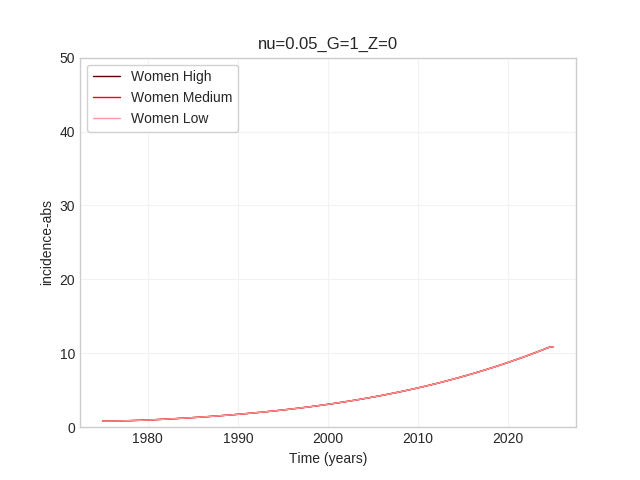 nu=0.05_G=1_Z=0
Women High
Women Medium
Women Low
incidence-abs
50
40
30
20
10
0
1980 1990 2000 2010 2020
Time (years)